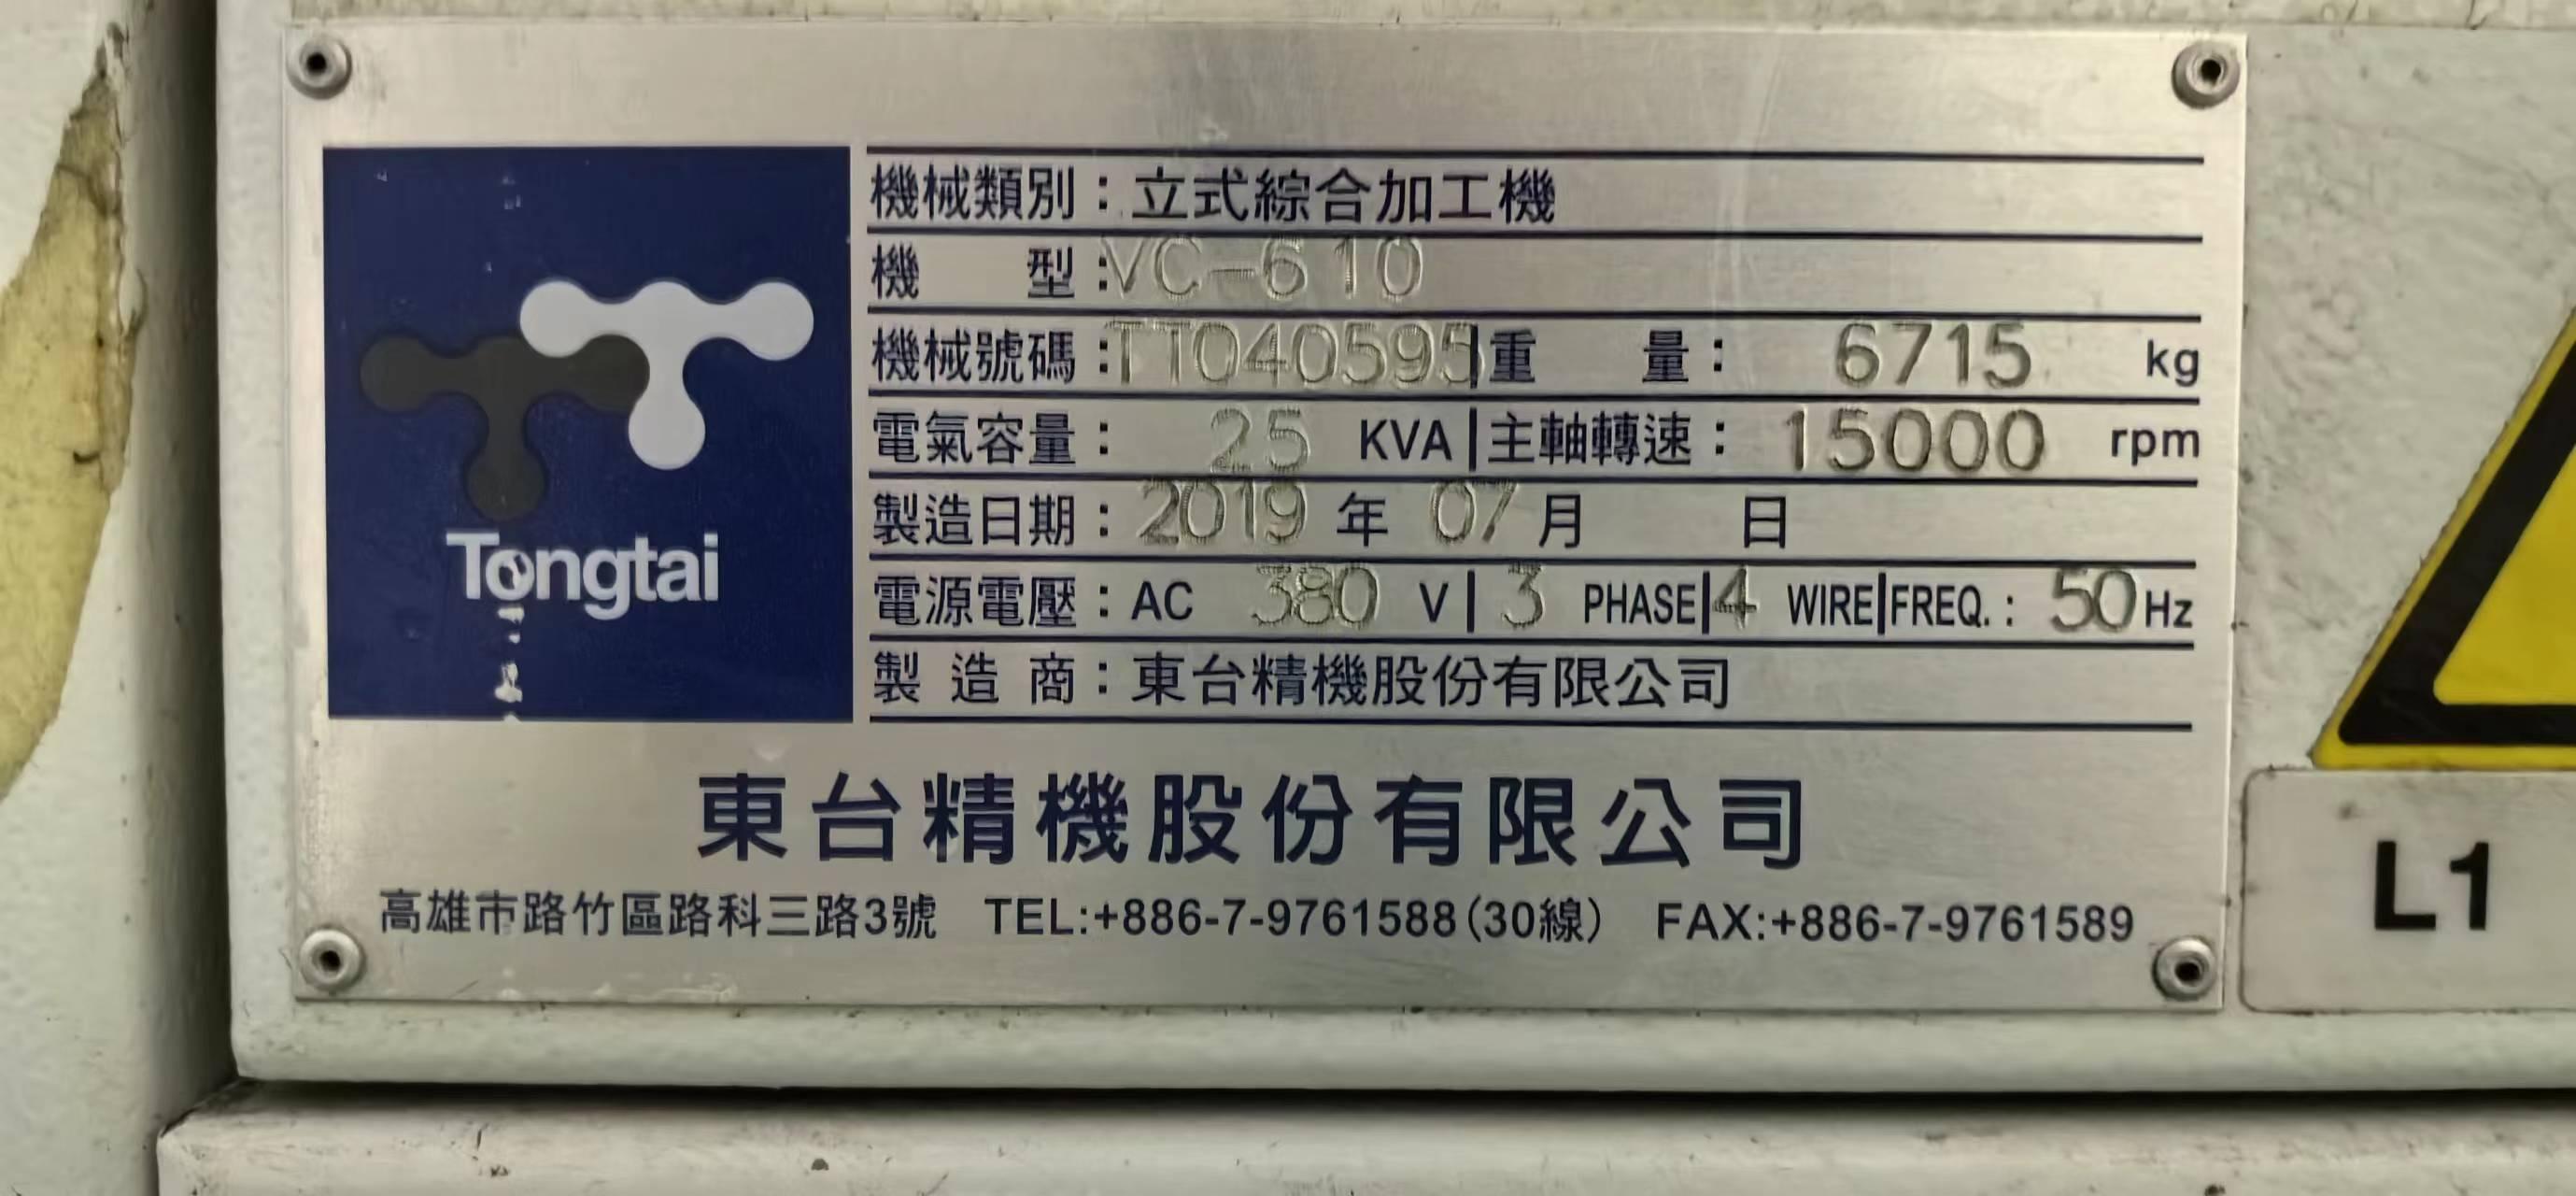 Tongtai
機械類別：立式綜合加工機
機 型：VC-610
機械號碼：TT040595|重 量： 6715 kg
電氣容量： 25 KVA|主軸轉速： 15000 rpm
製造日期：2019 年 07 月 日
電源電壓：AC 380 V|3 PHASE|4 WIRE|FREQ.：50Hz
製造商：東台精機股份有限公司
東台精機股份有限公司
高雄市路竹區路科三路3號 TEL:+886-7-9761588(30線) FAX:+886-7-9761589
L1